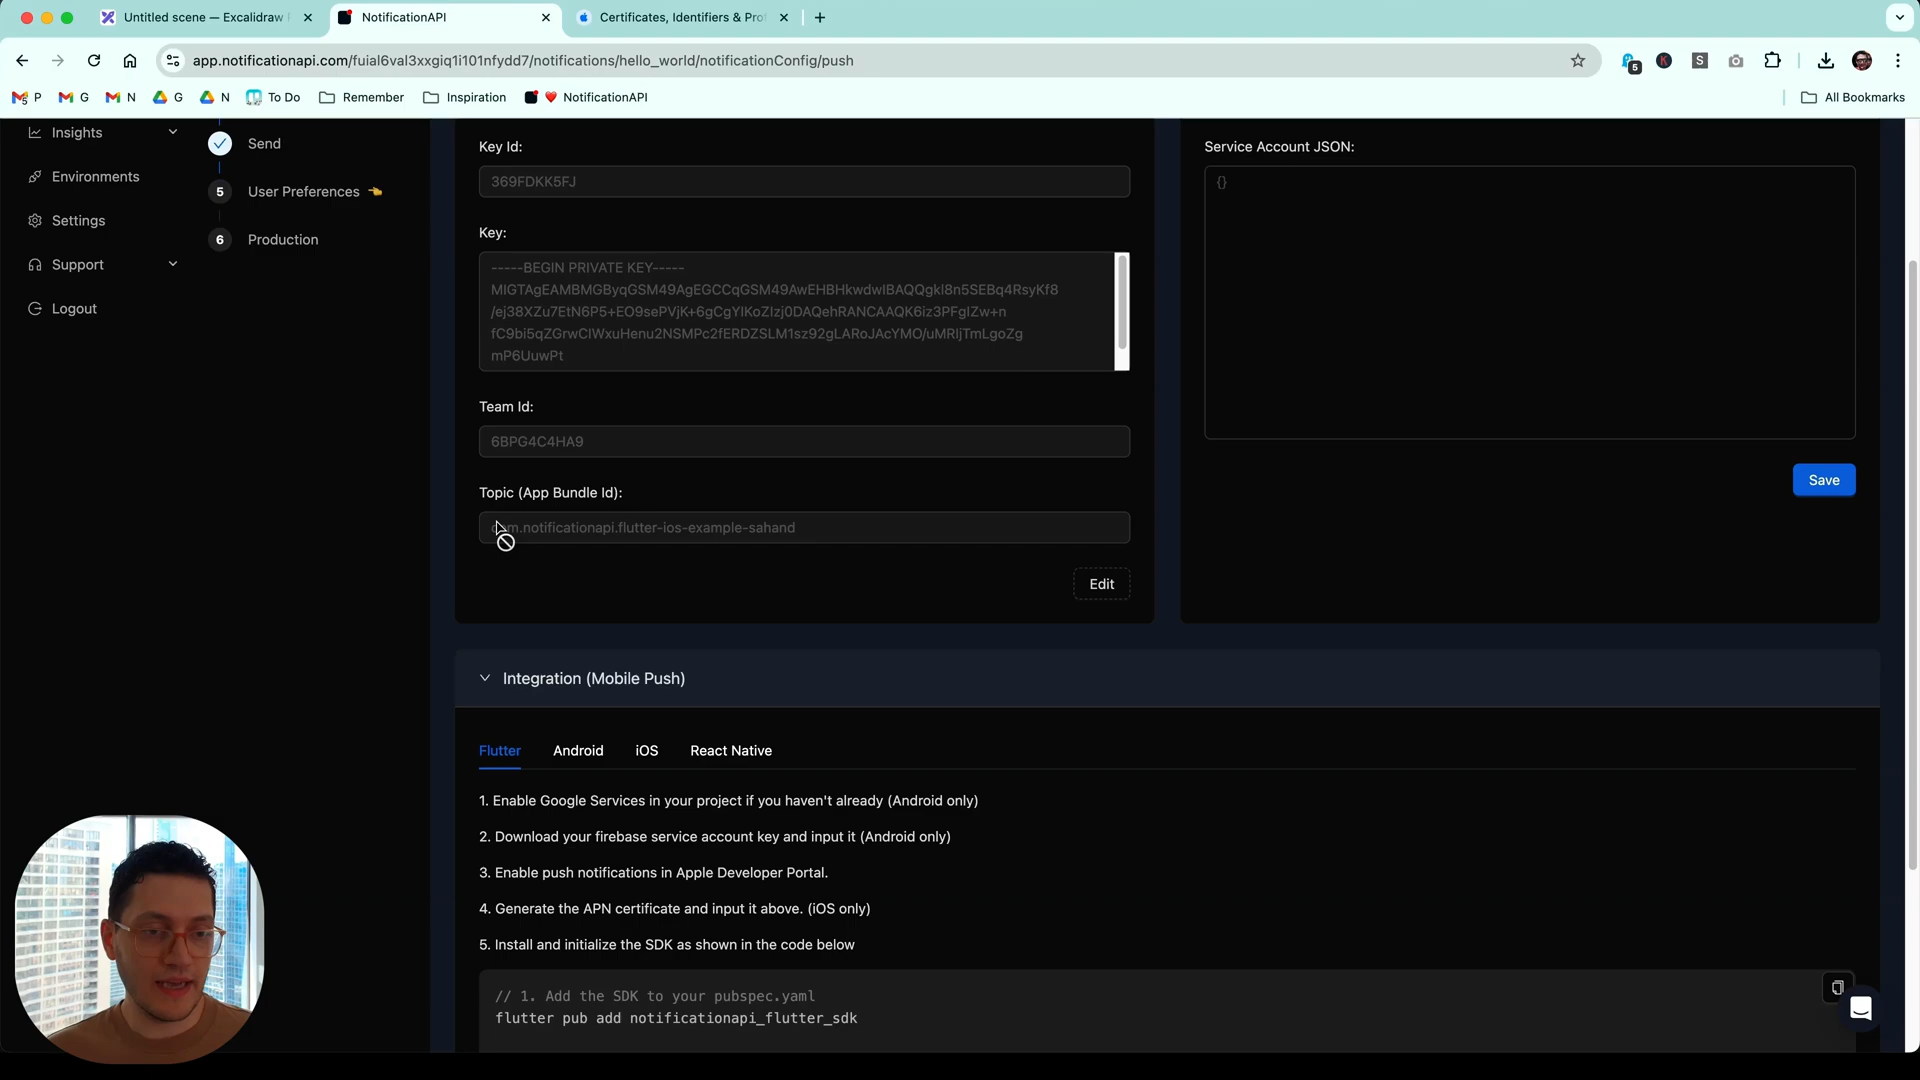 Untitled scene — Excalidraw
NotificationAPI
Certificates, Identifiers & Pro
app.notificationapi.com/fuial6val3xxgiq1i101nfydd7/notifications/hello_world/notificationConfig/push
5
K
S
P
G
N
G
N
To Do
Remember
Inspiration
❤️ NotificationAPI
All Bookmarks
Insights
Environments
Settings
Support
Logout
Send
5 User Preferences 👈
6 Production
Key Id:
369FDKK5FJ
Key:
-----BEGIN PRIVATE KEY-----
Team Id:
6BPG4C4HA9
Topic (App Bundle Id):
com.notificationapi.flutter-ios-example-sahand
Edit
Service Account JSON:
{}
Save
Integration (Mobile Push)
Flutter
Android
iOS
React Native
1. Enable Google Services in your project if you haven't already (Android only)
2. Download your firebase service account key and input it (Android only)
3. Enable push notifications in Apple Developer Portal.
4. Generate the APN certificate and input it above. (iOS only)
5. Install and initialize the SDK as shown in the code below
// 1. Add the SDK to your pubspec.yaml
flutter pub add notificationapi_flutter_sdk